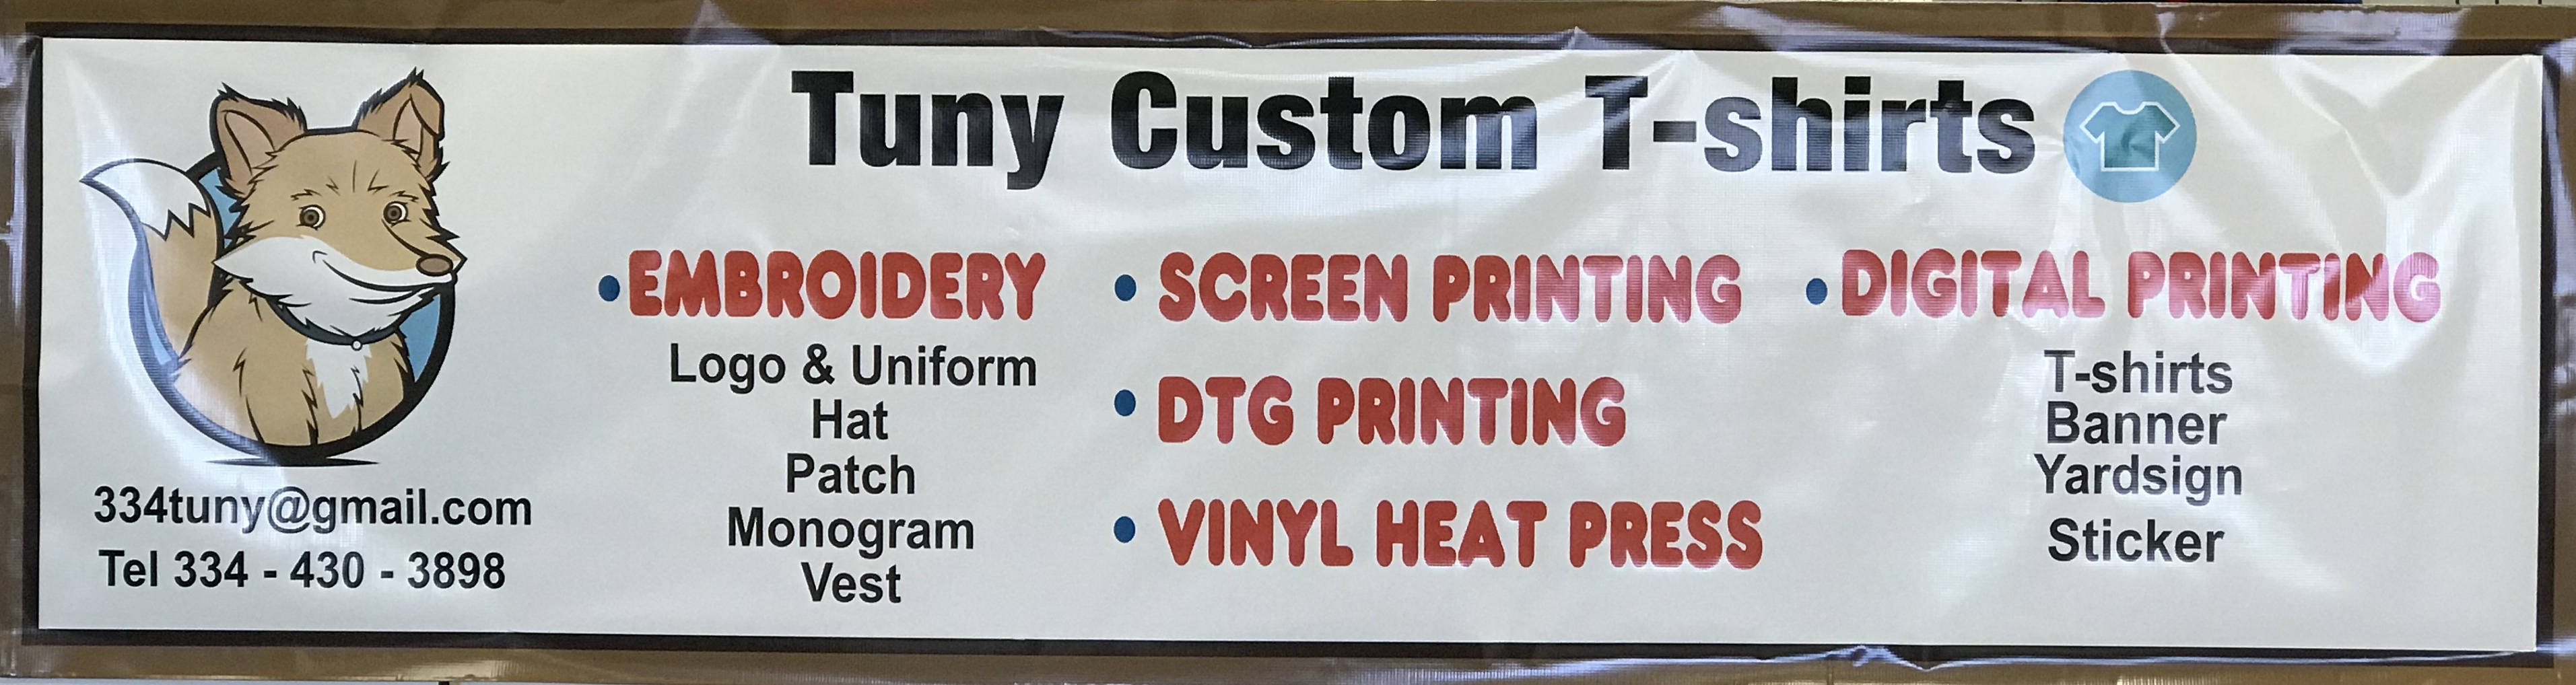 Tuny Custom T-shirts
•EMBROIDERY
Logo & Uniform
Hat
Patch
Monogram
Vest
• SCREEN PRINTING
• DTG PRINTING
• VINYL HEAT PRESS
•DIGITAL PRINTING
T-shirts
Banner
Yardsign
Sticker
334tuny@gmail.com
Tel 334 - 430 - 3898